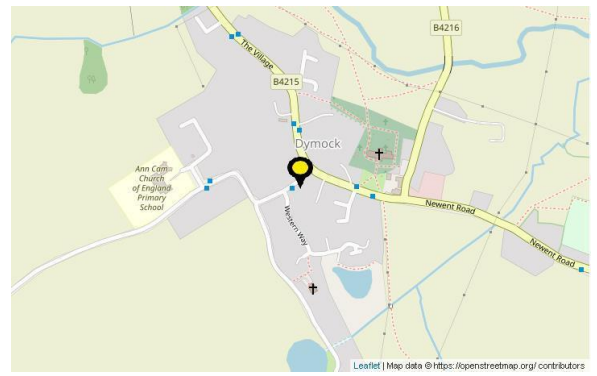 B4216
The Village
B4215
Dymock
Ann Cam
Church
of England
Primary
School
Western Way
Newent Road
Newent Road
Leaflet | Map data © https://openstreetmap.org/ contributors